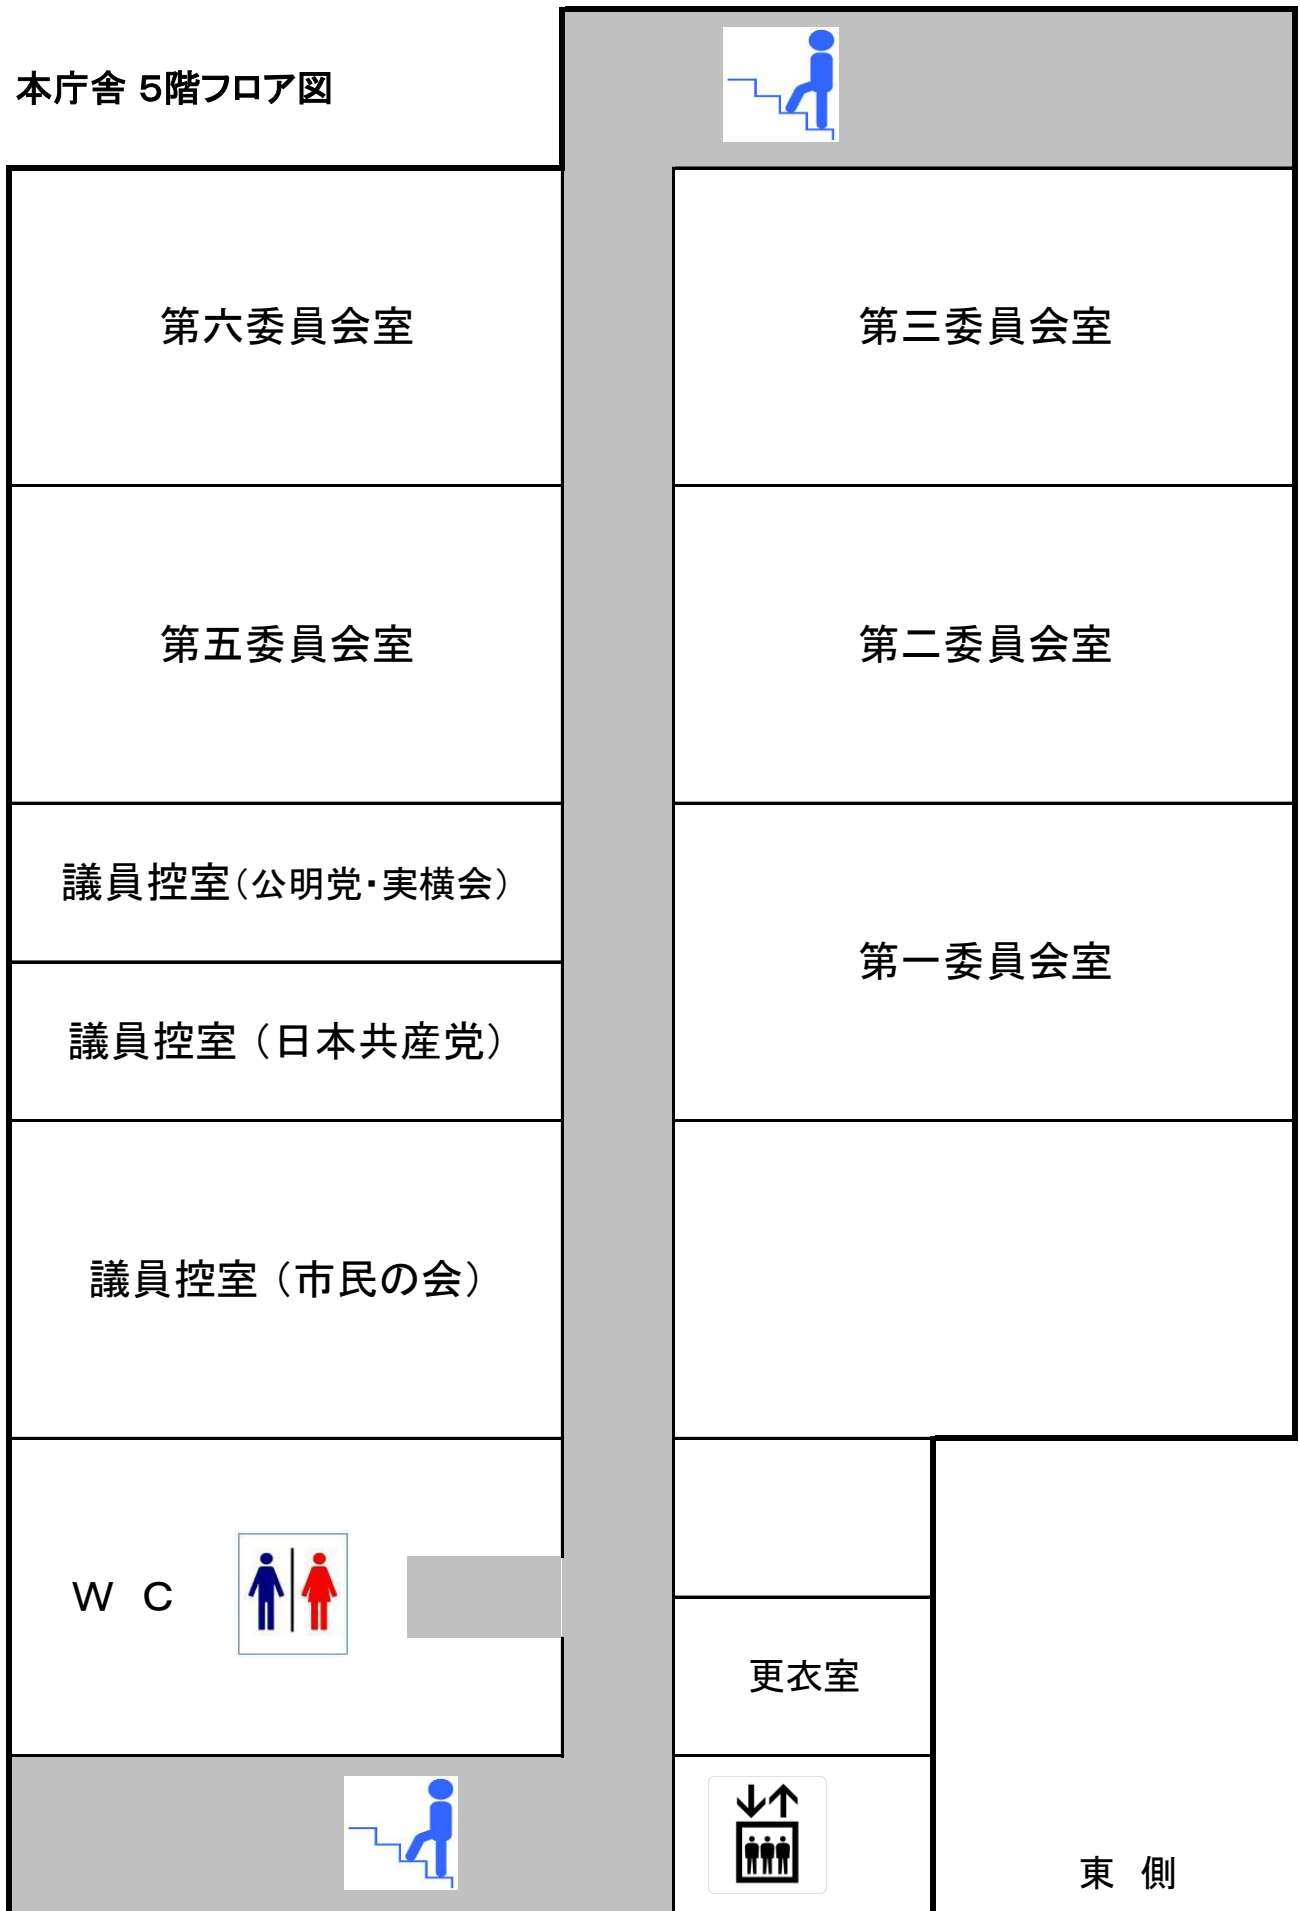 本庁舎 5階フロア図
第六委員会室
第三委員会室
第五委員会室
第二委員会室
議員控室（公明党・実横会）
第一委員会室
議員控室（日本共産党）
議員控室（市民の会）
Ｗ　Ｃ
更衣室
東　側